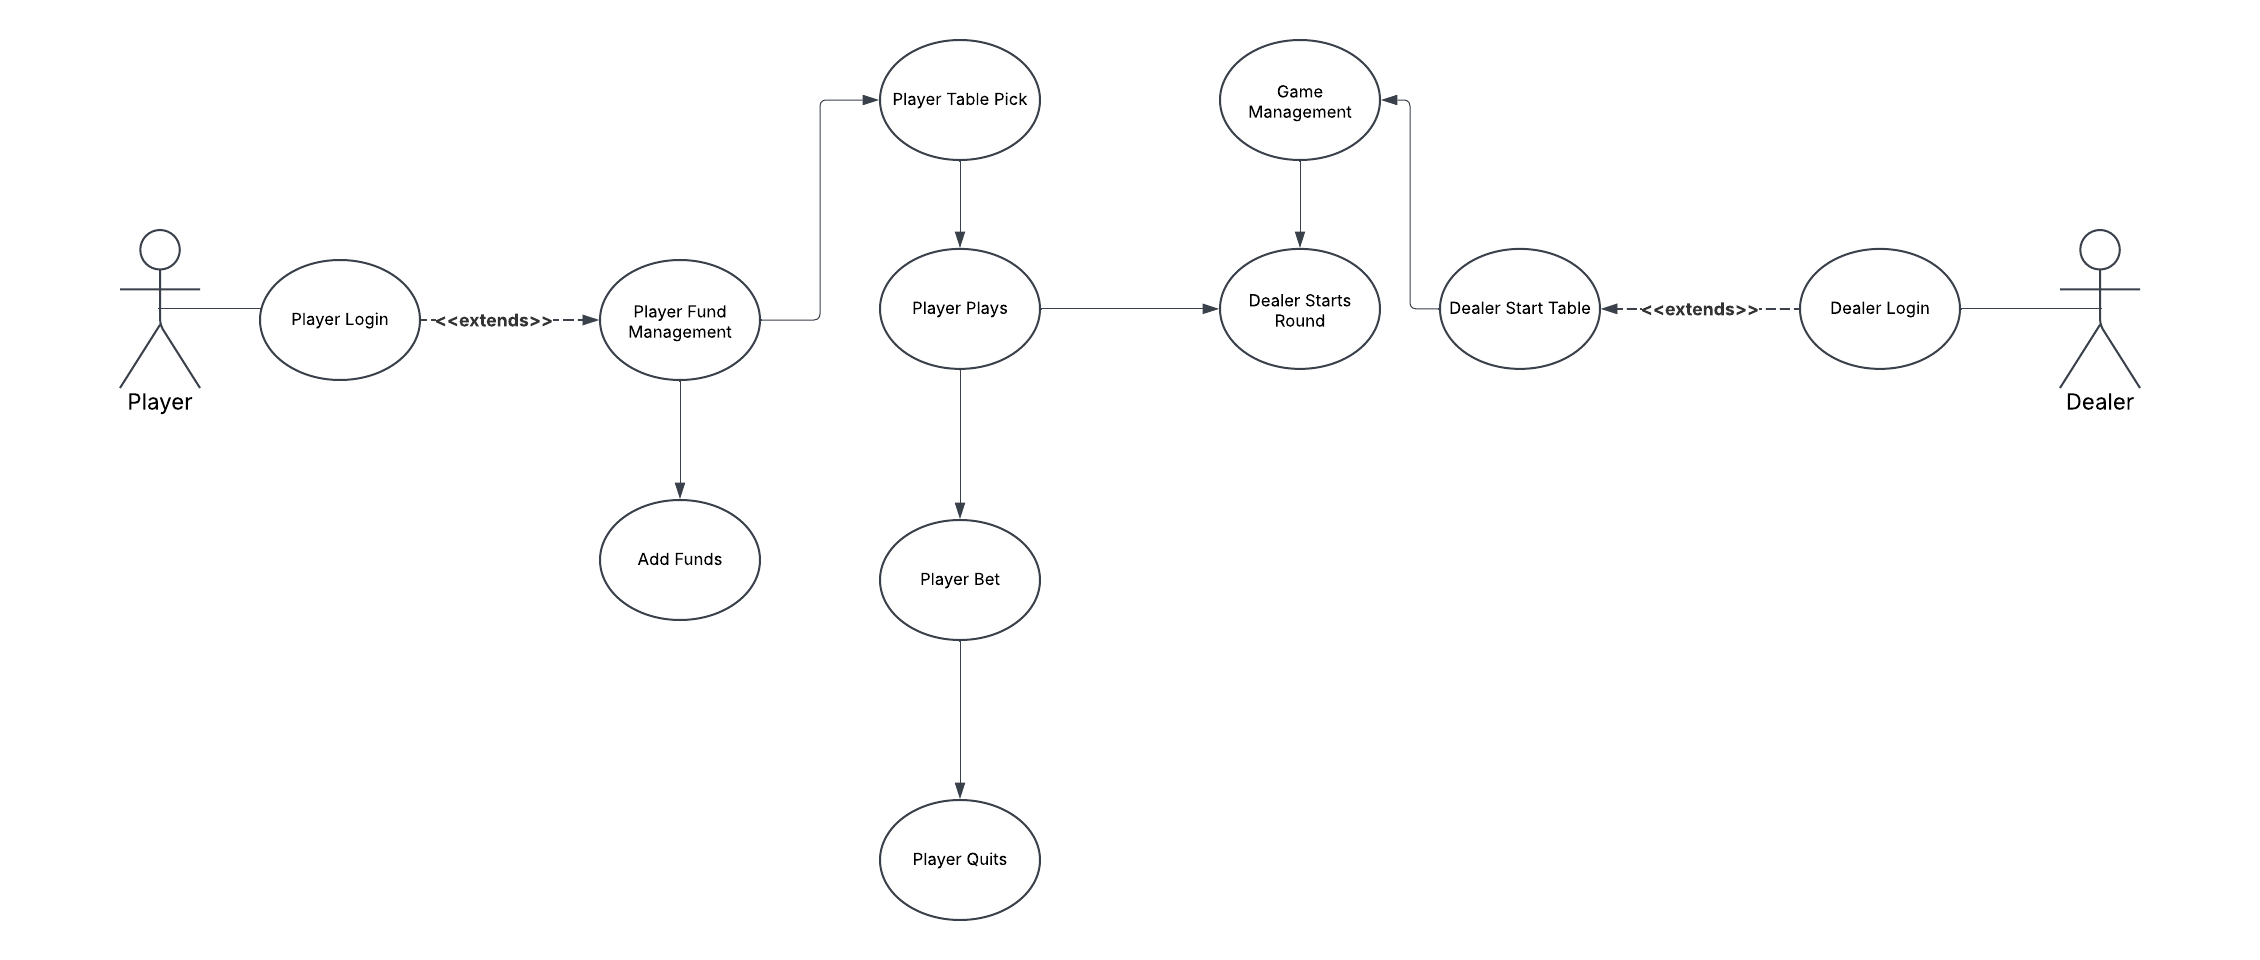 Player Table Pick
Game
Management
Player Login
<<extends>>
Player Fund
Management
Player Plays
Dealer Starts
Round
Dealer Start Table
<<extends>>
Dealer Login
Player
Dealer
Add Funds
Player Bet
Player Quits